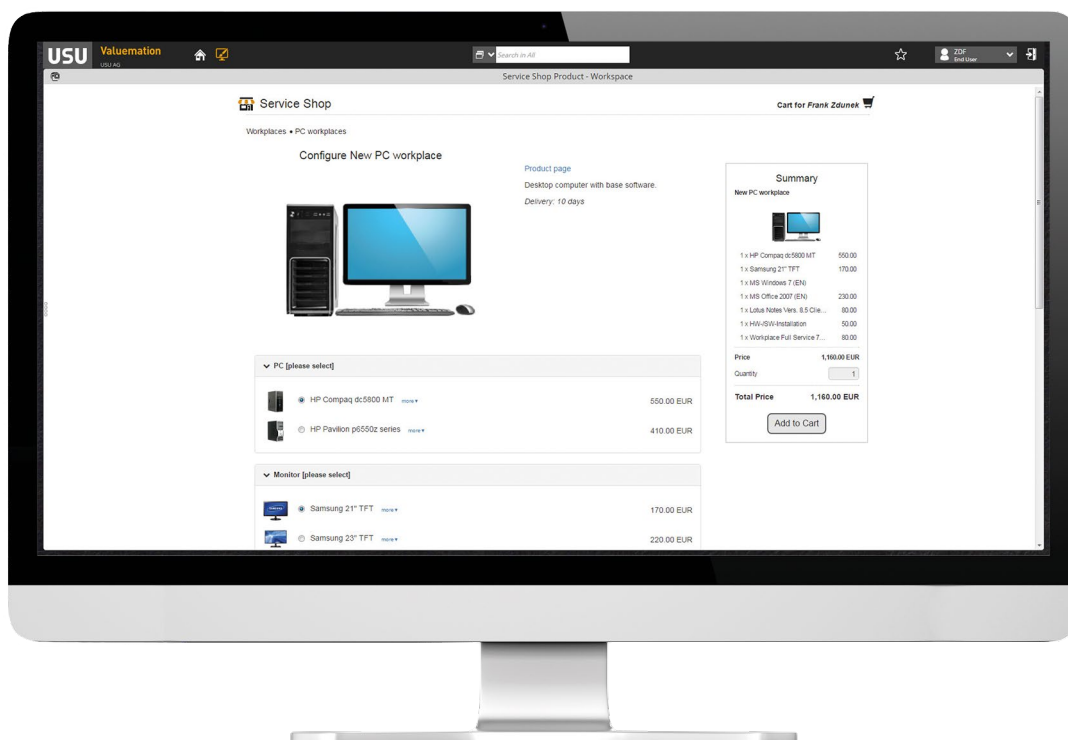 USU
Valuemation
USU AG
Search in All
ZDF
End User
Service Shop Product - Workspace
Service Shop
Cart for Frank Zdunek
Workplaces • PC workplaces
Configure New PC workplace
Product page
Desktop computer with base software.
Delivery: 10 days
Summary
New PC workplace
1 x HP Compaq dc5800 MT 550.00
1 x Samsung 21" TFT 170.00
1 x MS Windows 7 (EN)
1 x MS Office 2007 (EN) 230.00
1 x Lotus Notes Vers. 8.5 Clie... 80.00
1 x HW-/SW-Installation 50.00
1 x Workplace Full Service 7... 80.00
Price 1,160.00 EUR
Quantity 1
Total Price 1,160.00 EUR
Add to Cart
PC [please select]
HP Compaq dc5800 MT more 550.00 EUR
HP Pavilion p6550z series more 410.00 EUR
Monitor [please select]
Samsung 21" TFT more 170.00 EUR
Samsung 23" TFT more 220.00 EUR